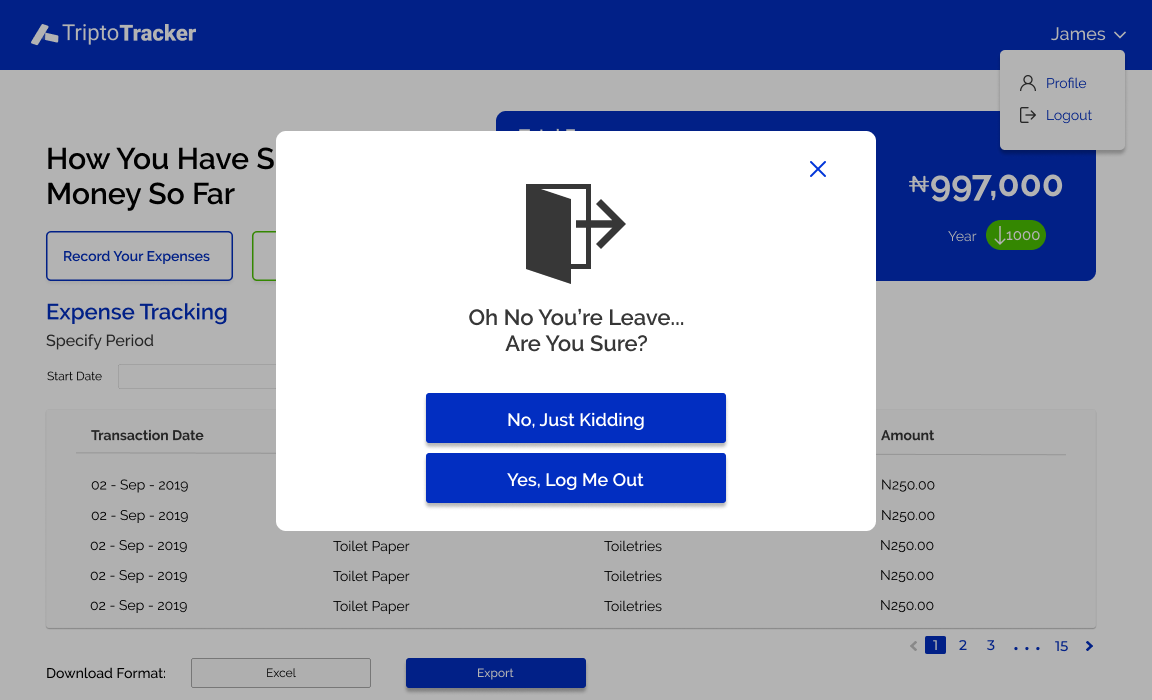 TriptoTracker
James
Profile
Logout
How You Have S
Money So Far
₦997,000
Year ↓1000
Record Your Expenses
Expense Tracking
Specify Period
Start Date
Oh No You’re Leave...
Are You Sure?
No, Just Kidding
Yes, Log Me Out
Transaction Date Amount
02 - Sep - 2019 N250.00
02 - Sep - 2019 N250.00
02 - Sep - 2019 Toilet Paper Toiletries N250.00
02 - Sep - 2019 Toilet Paper Toiletries N250.00
02 - Sep - 2019 Toilet Paper Toiletries N250.00
1 2 3 ... 15
Download Format: Excel Export